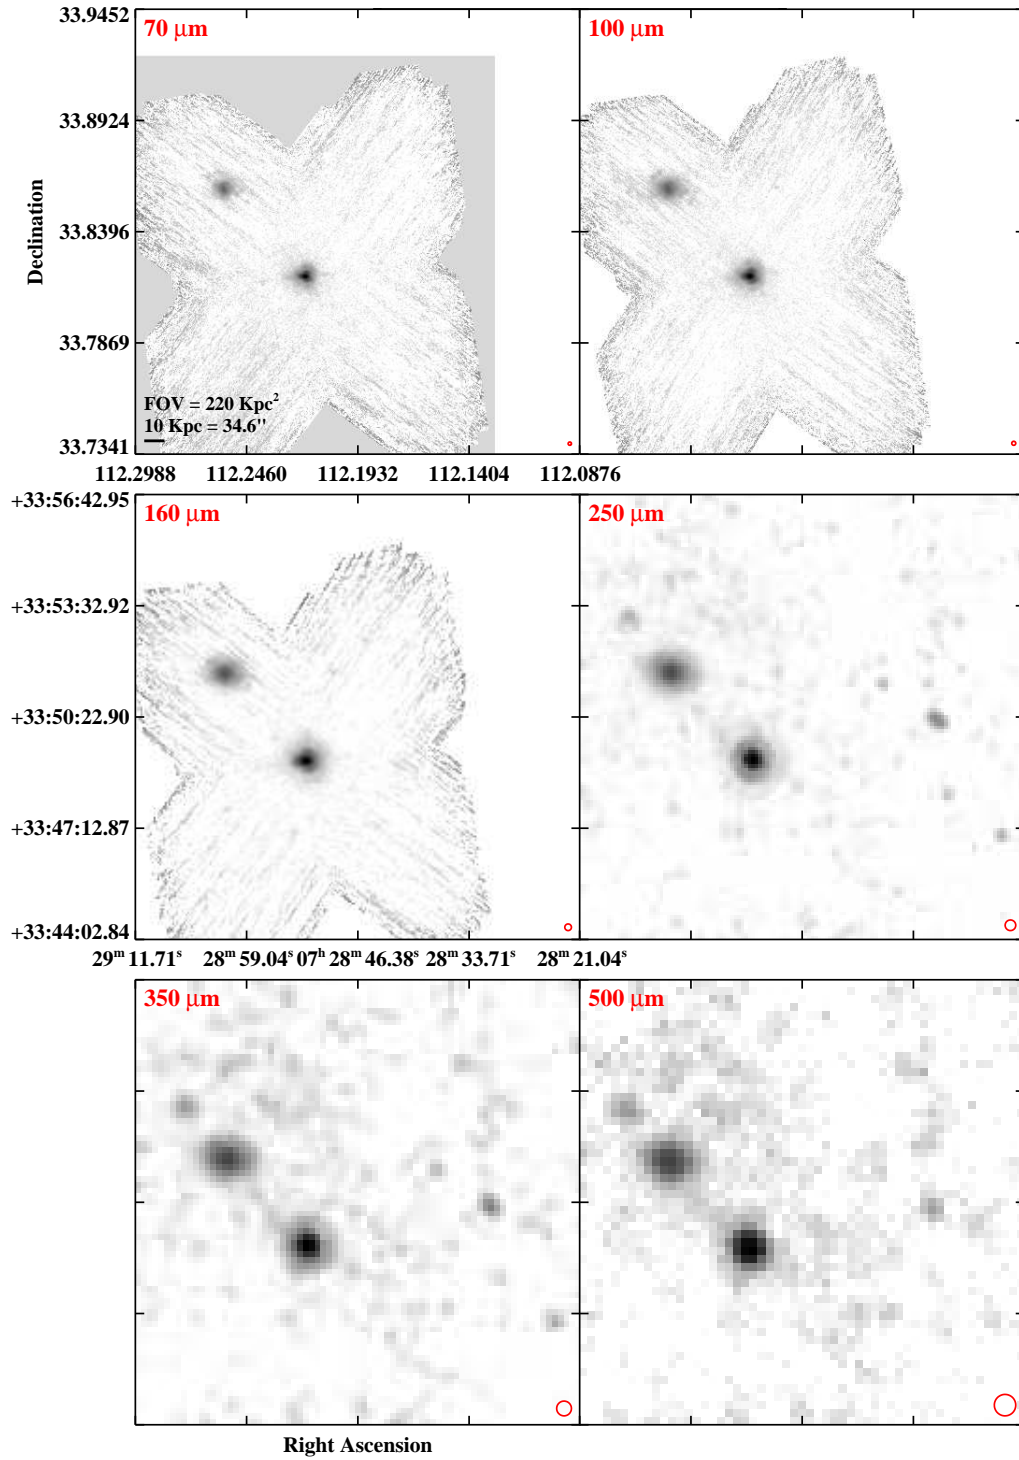 70 μm
100 μm
33.9452
33.8924
33.8396
33.7869
33.7341
Declination
FOV = 220 Kpc²
10 Kpc = 34.6"
112.2988 112.2460 112.1932 112.1404 112.0876
160 μm
250 μm
+33:56:42.95
+33:53:32.92
+33:50:22.90
+33:47:12.87
+33:44:02.84
29ᵐ 11.71ˢ 28ᵐ 59.04ˢ 07ʰ 28ᵐ 46.38ˢ 28ᵐ 33.71ˢ 28ᵐ 21.04ˢ
350 μm
500 μm
Right Ascension